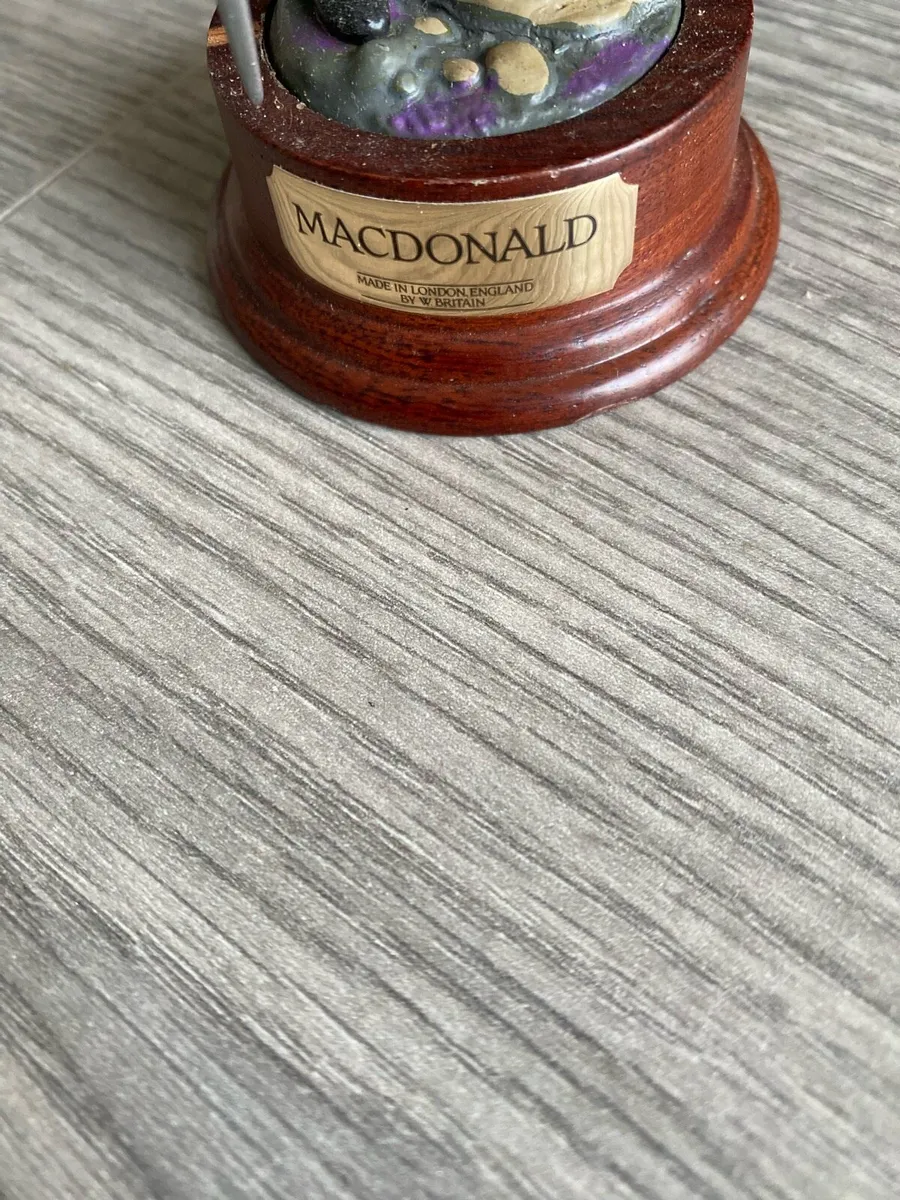 MACDONALD
MADE IN LONDON, ENGLAND
BY W BRITAIN